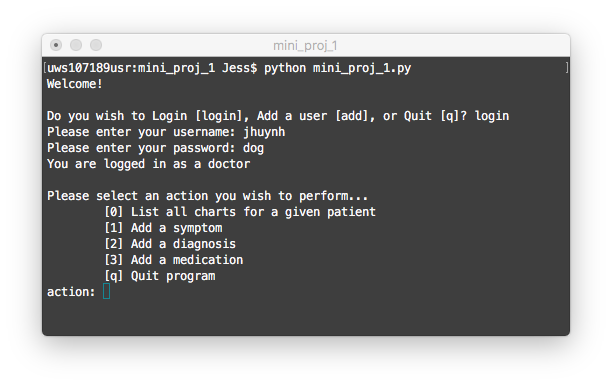 mini_proj_1
[uws107189usr:mini_proj_1 Jess$ python mini_proj_1.py ]
Welcome!
Do you wish to Login [login], Add a user [add], or Quit [q]? login
Please enter your username: jhuynh
Please enter your password: dog
You are logged in as a doctor
Please select an action you wish to perform...
[0] List all charts for a given patient
[1] Add a symptom
[2] Add a diagnosis
[3] Add a medication
[q] Quit program
action: